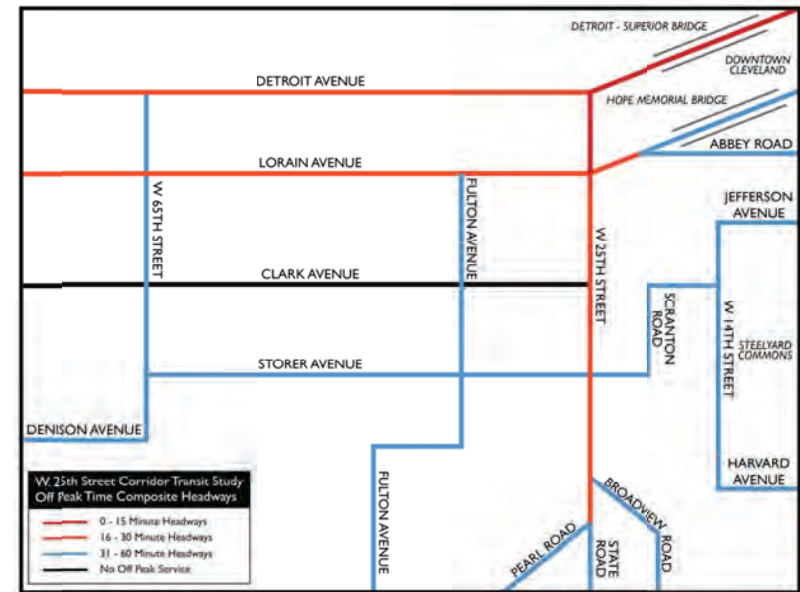 DETROIT - SUPERIOR BRIDGE
DOWNTOWN
CLEVELAND
DETROIT AVENUE
HOPE MEMORIAL BRIDGE
ABBEY ROAD
LORAIN AVENUE
W 65TH STREET
FULTON AVENUE
JEFFERSON
AVENUE
W 25TH STREET
CLARK AVENUE
SCRANTON
ROAD
W 14TH STREET
STEELYARD
COMMONS
STORER AVENUE
DENISON AVENUE
HARVARD
AVENUE
FULTON AVENUE
BROADVIEW
ROAD
PEARL ROAD
STATE
ROAD
W. 25th Street Corridor Transit Study
Off Peak Time Composite Headways
0 - 15 Minute Headways
16 - 30 Minute Headways
31 - 60 Minute Headways
No Off Peak Service